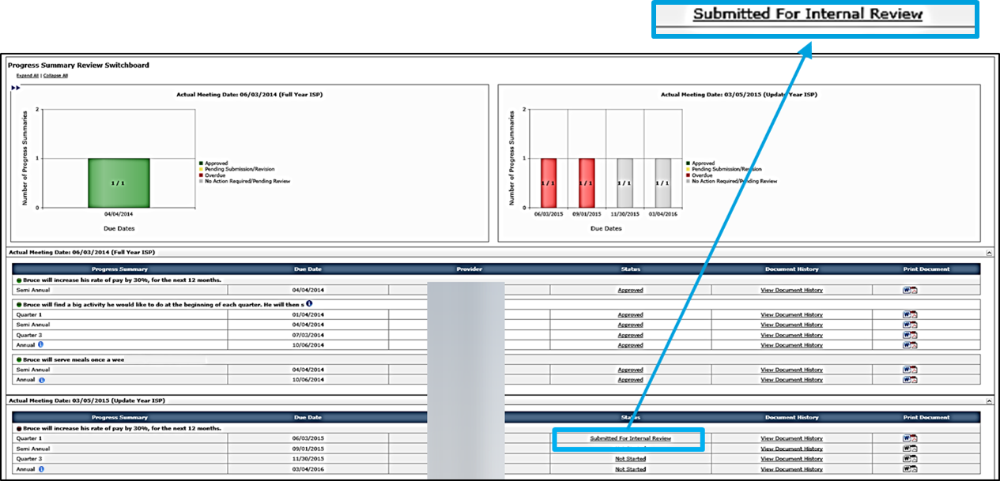 Submitted For Internal Review
Progress Summary Review Switchboard
Expand All | Collapse All
Actual Meeting Date: 06/03/2014 (Full Year ISP)
Number of Progress Summaries
2
1
0
1 / 1
04/04/2014
Due Dates
Approved
Pending Submission/Revision
Overdue
No Action Required/Pending Review
Actual Meeting Date: 03/05/2015 (Update Year ISP)
Number of Progress Summaries
2
1
0
1 / 1 1 / 1 1 / 1 1 / 1
06/03/2015 09/01/2015 11/30/2015 03/04/2016
Due Dates
Approved
Pending Submission/Revision
Overdue
No Action Required/Pending Review
Actual Meeting Date: 06/03/2014 (Full Year ISP)
Progress Summary Due Date Provider Status Document History Print Document
Bruce will increase his rate of pay by 30%, for the next 12 months.
Semi Annual 04/04/2014 Approved View Document History
Bruce will find a big activity he would like to do at the beginning of each quarter. He will then s
Quarter 1 01/04/2014 Approved View Document History
Semi Annual 04/04/2014 Approved View Document History
Quarter 3 07/03/2014 Approved View Document History
Annual 10/06/2014 Approved View Document History
Bruce will serve meals once a wee
Semi Annual 04/04/2014 Approved View Document History
Annual 10/06/2014 Approved View Document History
Actual Meeting Date: 03/05/2015 (Update Year ISP)
Progress Summary Due Date Status Document History Print Document
Bruce will increase his rate of pay by 30%, for the next 12 months.
Quarter 1 06/03/2015 Submitted For Internal Review View Document History
Semi Annual 09/01/2015 View Document History
Quarter 3 11/30/2015 Not Started View Document History
Annual 03/04/2016 Not Started View Document History